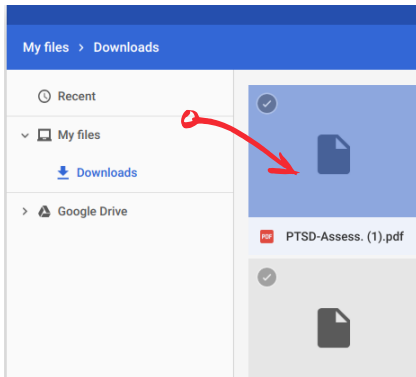 My files > Downloads
Recent
My files
Downloads
Google Drive
PDF PTSD-Assess. (1).pdf